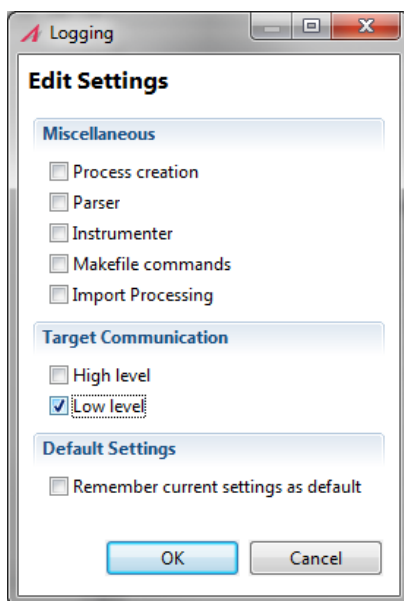 Logging
Edit Settings
Miscellaneous
Process creation
Parser
Instrumenter
Makefile commands
Import Processing
Target Communication
High level
Low level
Default Settings
Remember current settings as default
OK Cancel